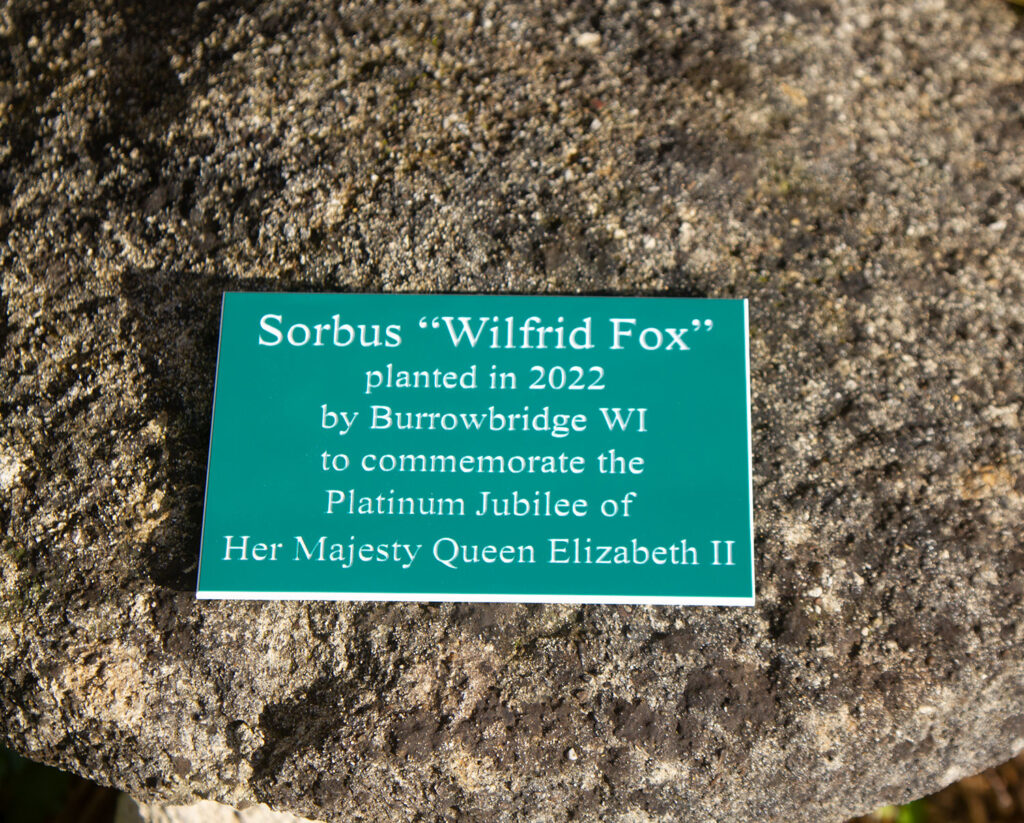 Sorbus “Wilfrid Fox”
planted in 2022
by Burrowbridge WI
to commemorate the
Platinum Jubilee of
Her Majesty Queen Elizabeth II